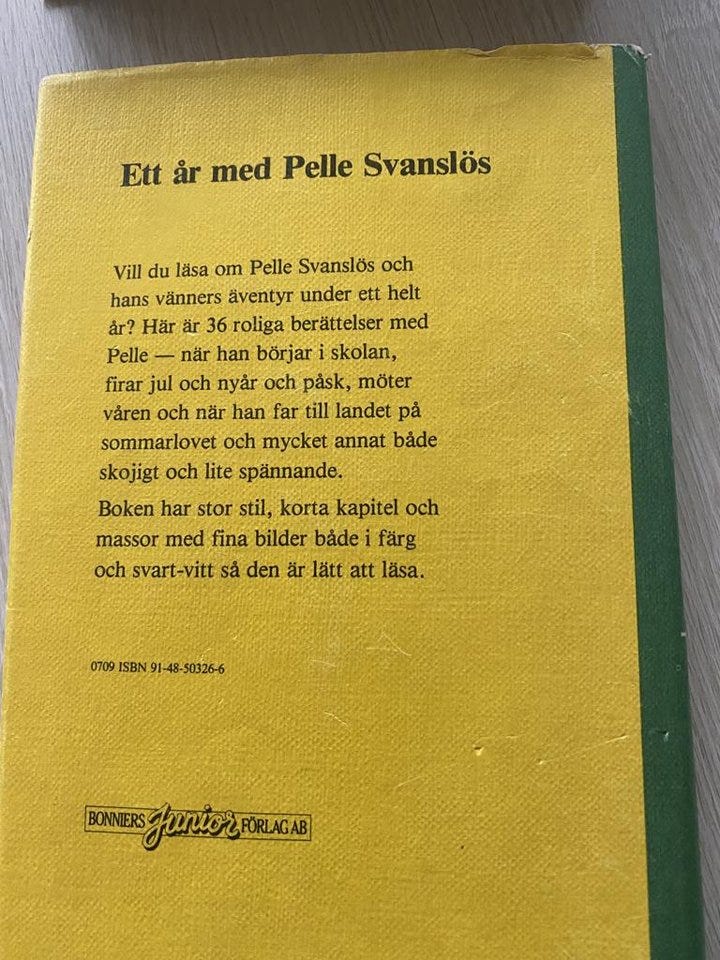 Ett år med Pelle Svanslös
Vill du läsa om Pelle Svanslös och
hans vänners äventyr under ett helt
år? Här är 36 roliga berättelser med
Pelle — när han börjar i skolan,
firar jul och nyår och påsk, möter
våren och när han far till landet på
sommarlovet och mycket annat både
skojigt och lite spännande.
Boken har stor stil, korta kapitel och
massor med fina bilder både i färg
och svart-vitt så den är lätt att läsa.
0709 ISBN 91-48-50326-6
BONNIERS Junior FÖRLAG AB